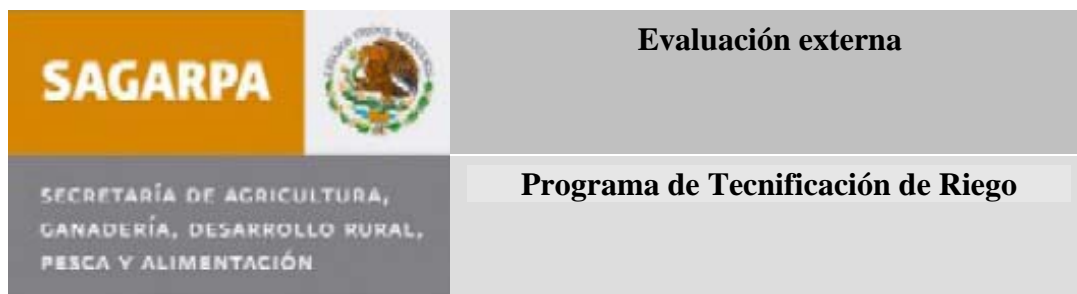 SAGARPA
Evaluación externa
SECRETARÍA DE AGRICULTURA,
GANADERÍA, DESARROLLO RURAL,
PESCA Y ALIMENTACIÓN
Programa de Tecnificación de Riego